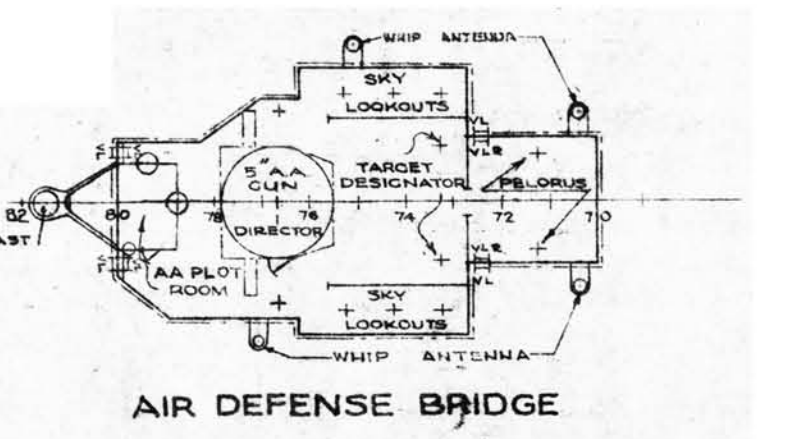 WHIP ANTENNA
SKY
LOOKOUTS
VL
VLR
5" A.A.
GUN
DIRECTOR
TARGET
DESIGNATOR
PELORUS
82
80
78
76
74
72
70
AST
VLR
VL
AA PLOT
ROOM
SKY
LOOKOUTS
WHIP ANTENNA
AIR DEFENSE BRIDGE